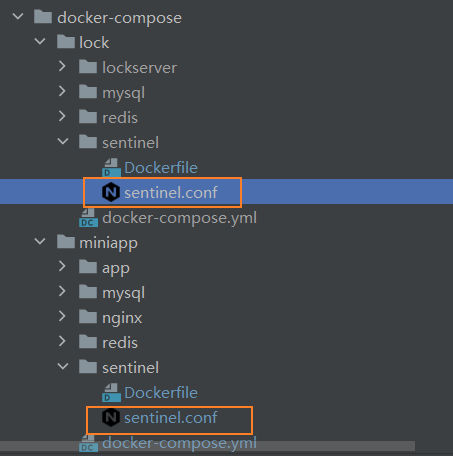 docker-compose
lock
lockserver
mysql
redis
sentinel
Dockerfile
sentinel.conf
docker-compose.yml
miniapp
app
mysql
nginx
redis
sentinel
Dockerfile
sentinel.conf
docker-compose.yml